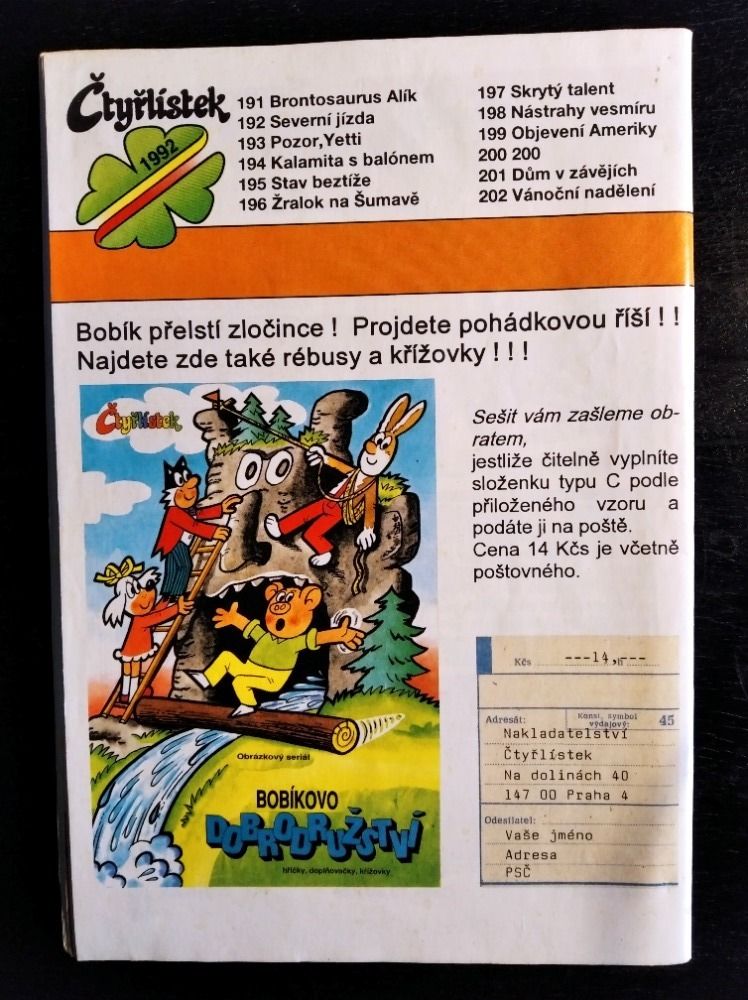 Čtyřlístek
1992
191 Brontosaurus Alík
192 Severní jízda
193 Pozor,Yetti
194 Kalamita s balónem
195 Stav beztíže
196 Žralok na Šumavě
197 Skrytý talent
198 Nástrahy vesmíru
199 Objevení Ameriky
200 200
201 Dům v závějích
202 Vánoční nadělení
Bobík přelstí zločince ! Projdete pohádkovou říší ! !
Najdete zde také rébusy a křížovky ! ! !
Čtyřlístek
Obrázkový seriál
BOBÍKOVO
DOBRODRUŽSTVÍ
hříčky, doplňovačky, křížovky
Sešit vám zašleme ob-
ratem,
jestliže čitelně vyplníte
složenku typu C podle
přiloženého vzoru a
podáte ji na poště.
Cena 14 Kčs je včetně
poštovného.
Kčs ---14,h---
Adresát:
Konst. symbol
výdajový: 45
Nakladatelství
Čtyřlístek
Na dolinách 40
147 00 Praha 4
Odesílatel:
Vaše jméno
Adresa
PSČ